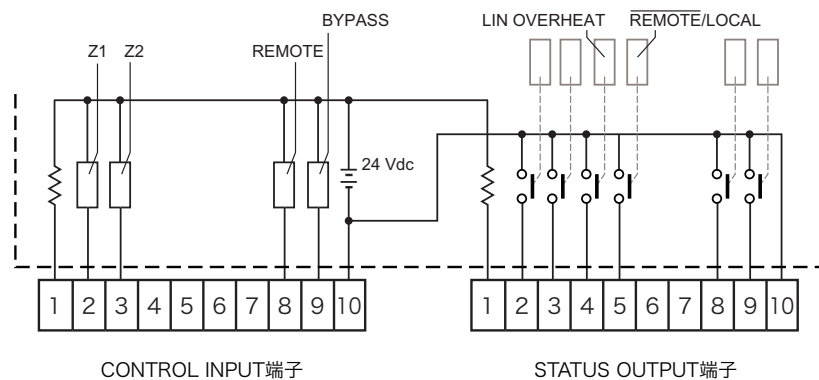 BYPASS
LIN OVERHEAT REMOTE/LOCAL
Z1 Z2 REMOTE
24 Vdc
1 2 3 4 5 6 7 8 9 10
1 2 3 4 5 6 7 8 9 10
CONTROL INPUT端子
STATUS OUTPUT端子